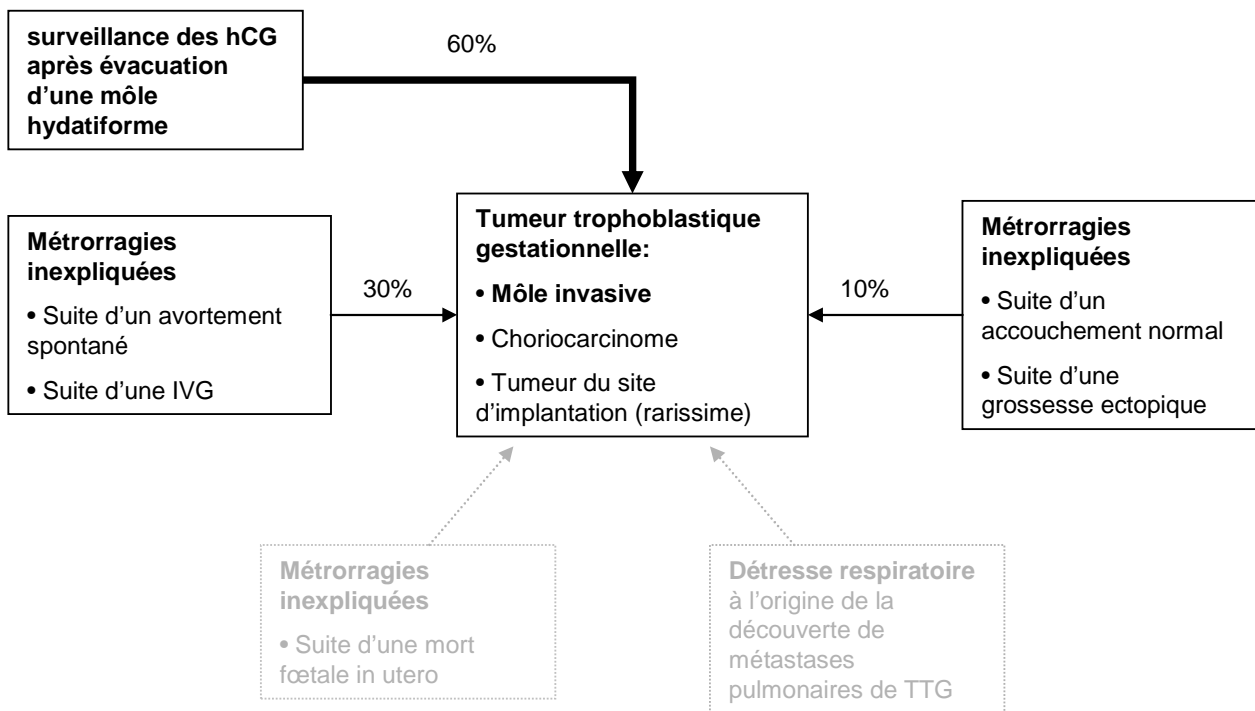 surveillance des hCG
après évacuation
d'une môle
hydatiforme
60%
Métrorragies
inexpliquées
• Suite d'un avortement
spontané
• Suite d'une IVG
30%
Tumeur trophoblastique
gestationnelle:
• Môle invasive
• Choriocarcinome
• Tumeur du site
d'implantation (rarissime)
10%
Métrorragies
inexpliquées
• Suite d'un
accouchement normal
• Suite d'une
grossesse ectopique
Métrorragies
inexpliquées
• Suite d'une mort
fœtale in utero
Détresse respiratoire
à l'origine de la
découverte de
métastases
pulmonaires de TTG